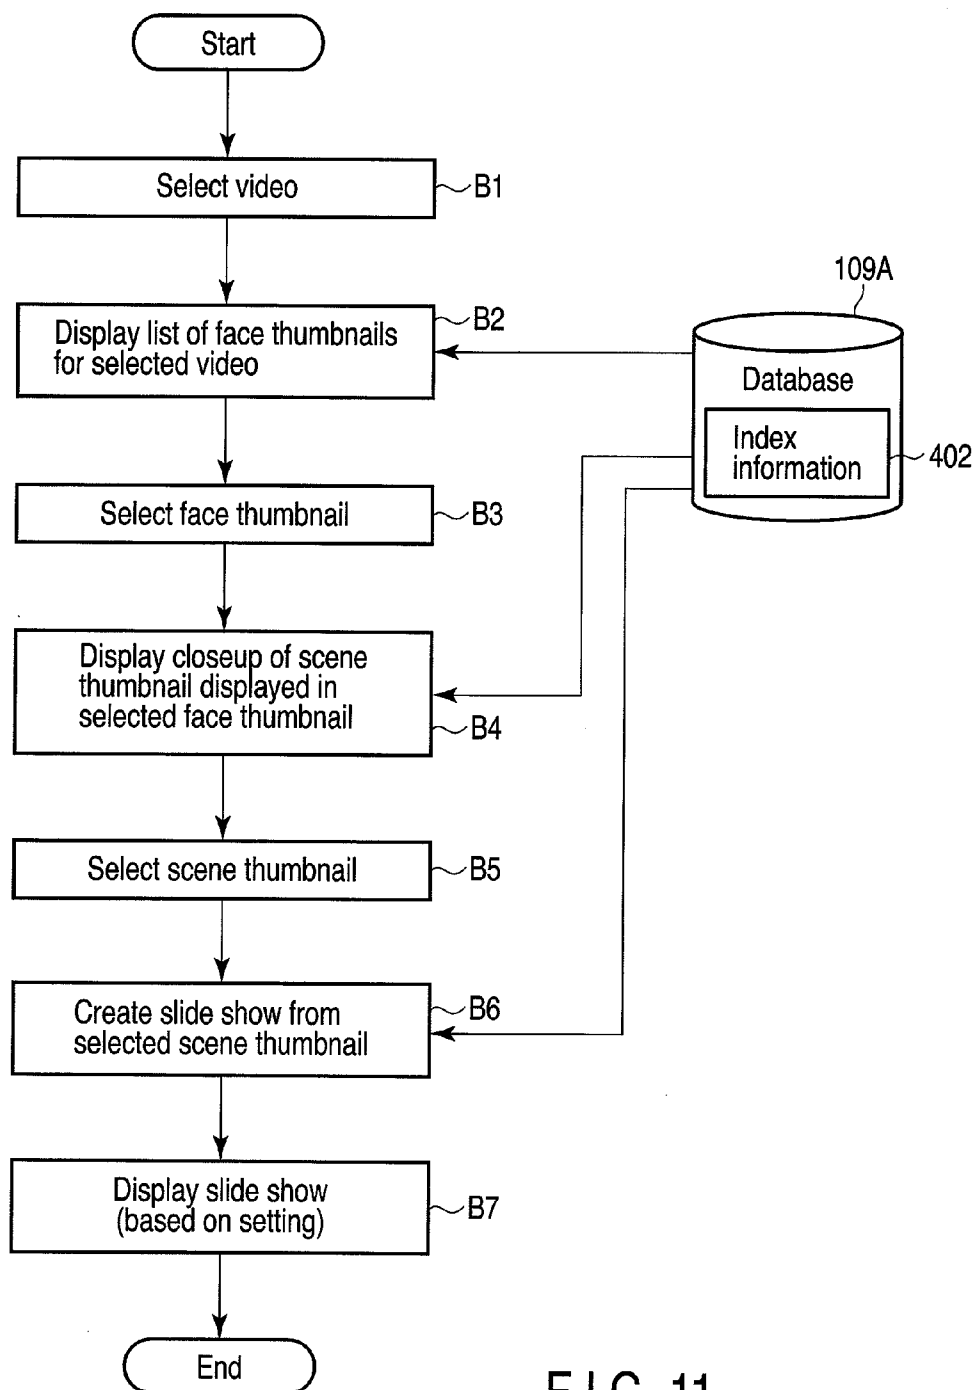 Start
Select video
B1
109A
Display list of face thumbnails
for selected video
B2
Database
Index
information
402
Select face thumbnail
B3
Display closeup of scene
thumbnail displayed in
selected face thumbnail
B4
Select scene thumbnail
B5
Create slide show from
selected scene thumbnail
B6
Display slide show
(based on setting)
B7
End
FIG. 11